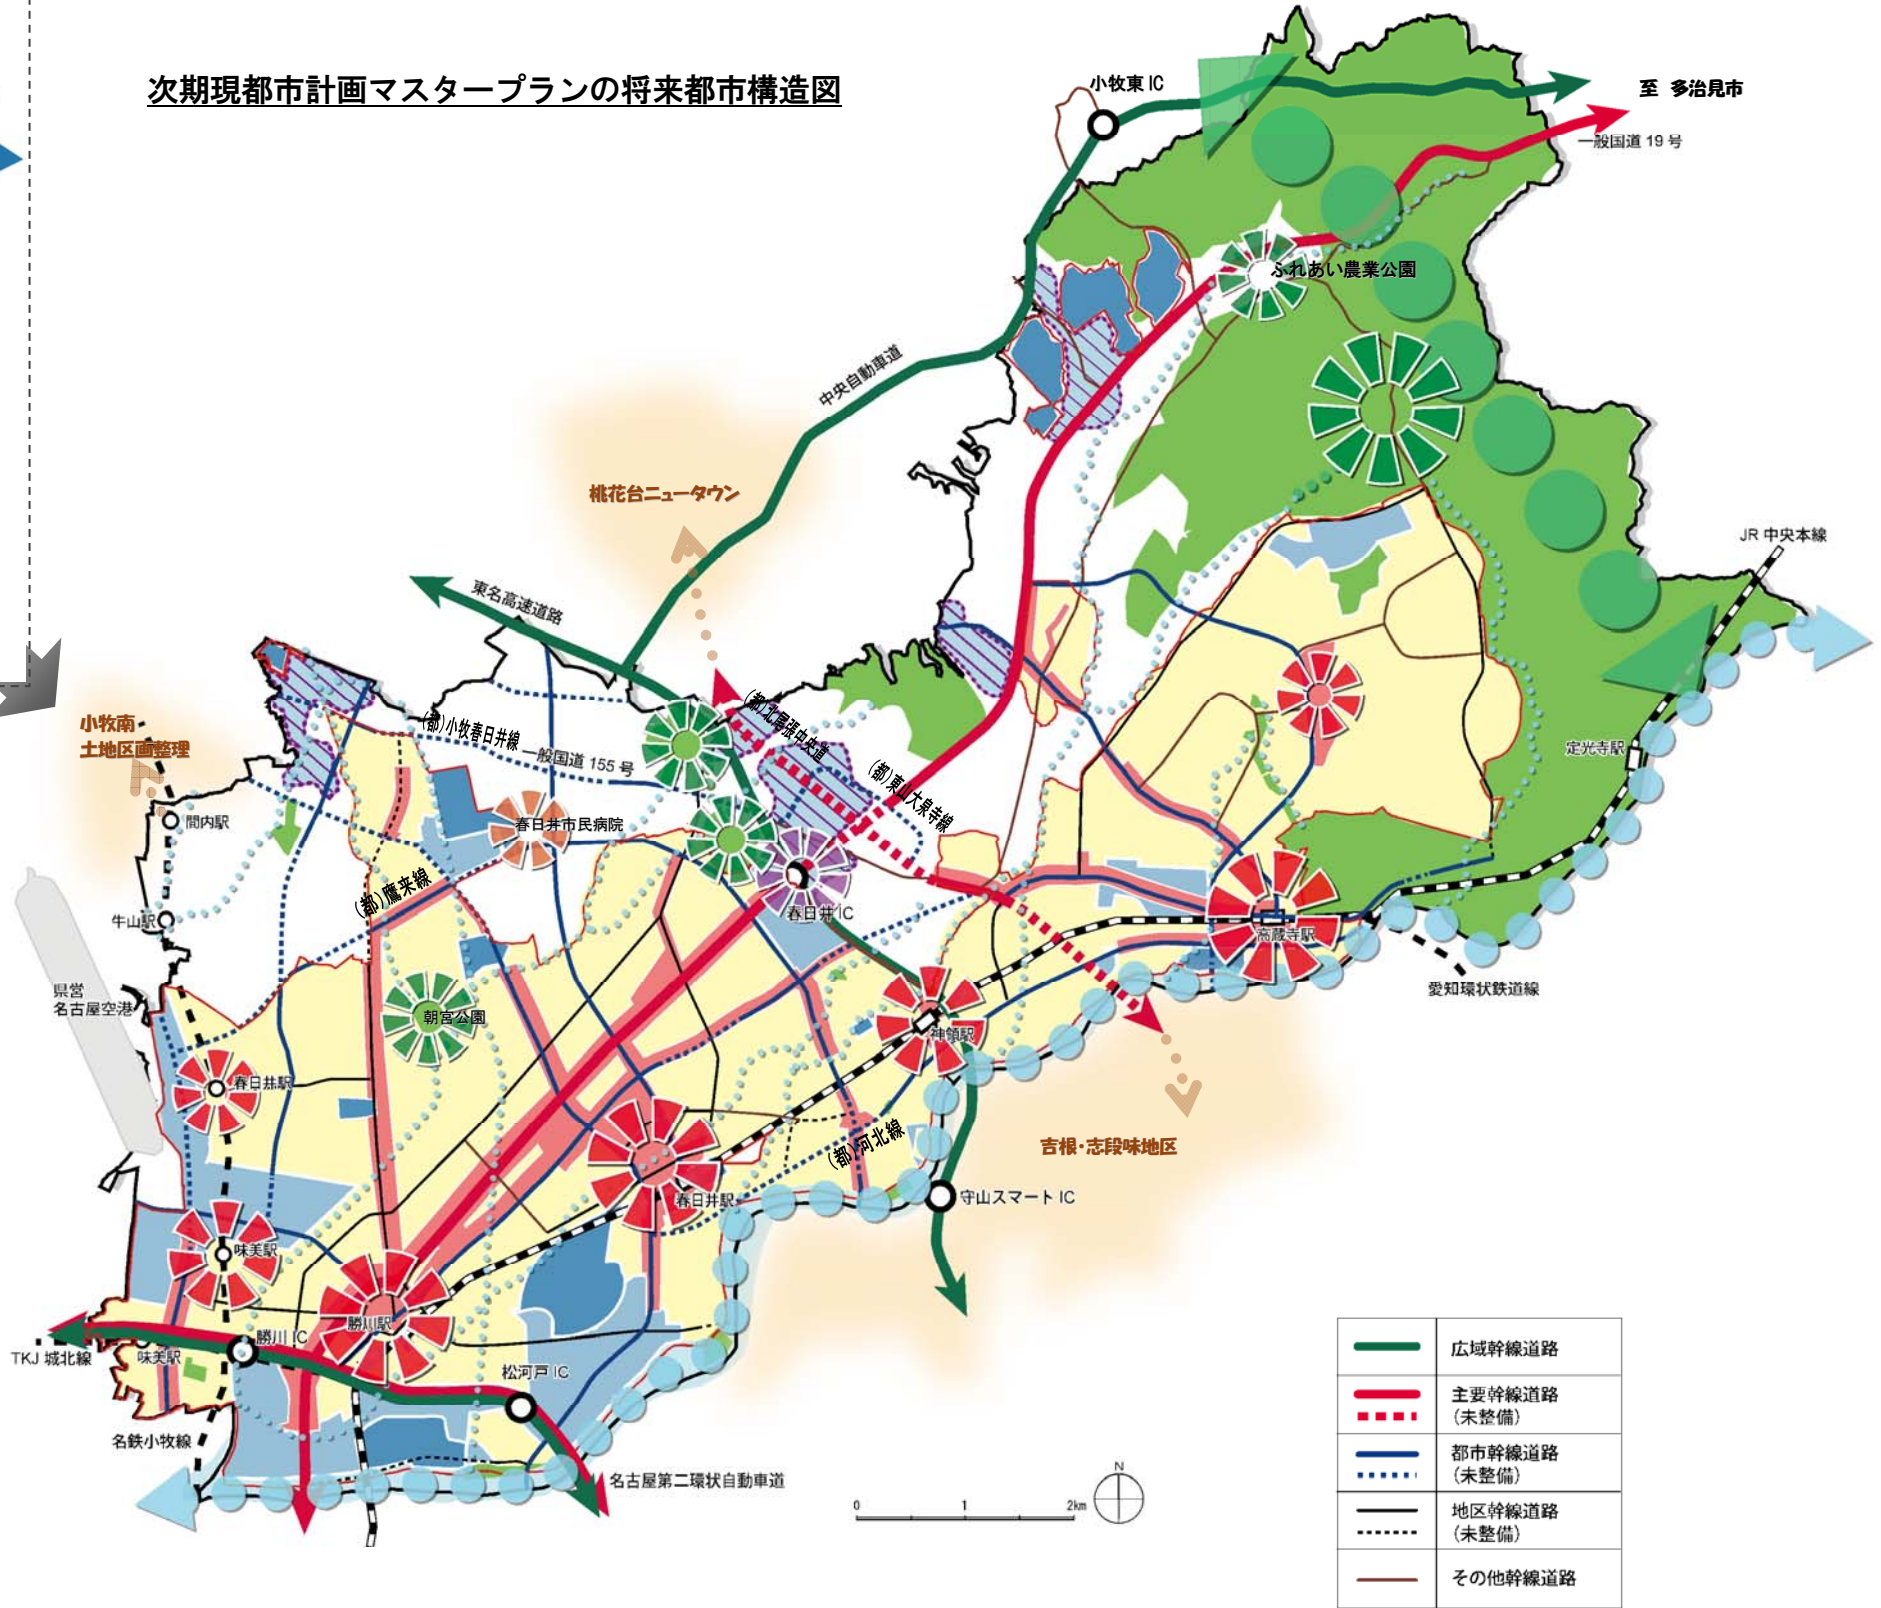 次期現都市計画マスタープランの将来都市構造図
小牧東 IC
至 多治見市
一般国道 19 号
ふれあい農業公園
中央自動車道
桃花台ニュータウン
JR 中央本線
東名高速道路
小牧南
土地区画整理
(都)小牧春日井線
一般国道 155 号
(都)北尾張中央道
(都)東山大泉寺線
定光寺駅
間内駅
春日井市民病院
(都)鷹来線
牛山駅
春日井 IC
高蔵寺駅
愛知環状鉄道線
県営
名古屋空港
朝宮公園
神領駅
春日井駅
(都)河北線
吉根・志段味地区
春日井駅
守山スマート IC
味美駅
勝川駅
勝川 IC
TKJ 城北線
味美駅
松河戸 IC
名鉄小牧線
名古屋第二環状自動車道
0 1 2km
N
広域幹線道路
主要幹線道路
(未整備)
都市幹線道路
(未整備)
地区幹線道路
(未整備)
その他幹線道路